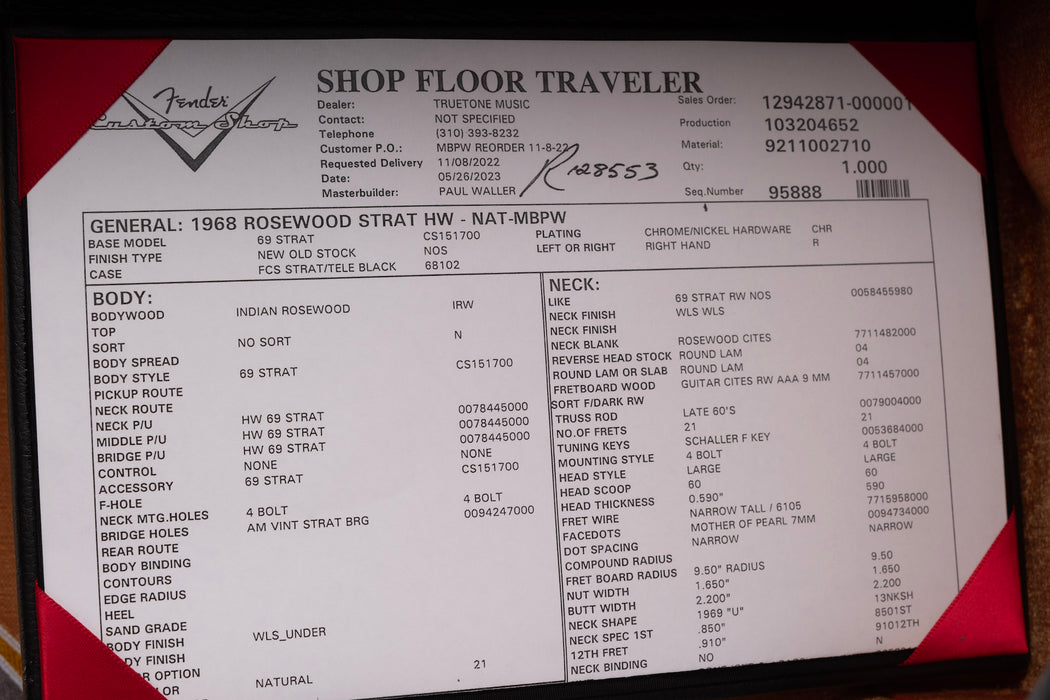 Fender
Custom Shop
SHOP FLOOR TRAVELER
Dealer: TRUETONE MUSIC
Contact: NOT SPECIFIED
Telephone (310) 393-8232
Customer P.O.: MBPW REORDER 11-8-22
Requested Delivery 11/08/2022
Date: 05/26/2023
Masterbuilder: PAUL WALLER
R128553
Sales Order: 12942871-000001
Production 103204652
Material: 9211002710
Qty: 1.000
Seq.Number 95888
GENERAL: 1968 ROSEWOOD STRAT HW - NAT-MBPW
BASE MODEL 69 STRAT CS151700 PLATING CHROME/NICKEL HARDWARE CHR
FINISH TYPE NEW OLD STOCK NOS LEFT OR RIGHT RIGHT HAND R
CASE FCS STRAT/TELE BLACK 68102
BODY:
BODYWOOD INDIAN ROSEWOOD IRW
TOP
SORT NO SORT N
BODY SPREAD
BODY STYLE 69 STRAT CS151700
PICKUP ROUTE
NECK ROUTE
NECK P/U HW 69 STRAT 0078445000
MIDDLE P/U HW 69 STRAT 0078445000
BRIDGE P/U HW 69 STRAT 0078445000
CONTROL NONE NONE
ACCESSORY 69 STRAT CS151700
F-HOLE
NECK MTG.HOLES 4 BOLT 4 BOLT
BRIDGE HOLES AM VINT STRAT BRG 0094247000
REAR ROUTE
BODY BINDING
CONTOURS
EDGE RADIUS
HEEL
SAND GRADE
BODY FINISH WLS_UNDER
DY FINISH
R OPTION 21
LOR NATURAL
NECK:
LIKE 69 STRAT RW NOS 0058455980
NECK FINISH WLS WLS
NECK FINISH
NECK BLANK ROSEWOOD CITES 7711482000
REVERSE HEAD STOCK ROUND LAM 04
ROUND LAM OR SLAB ROUND LAM 04
FRETBOARD WOOD GUITAR CITES RW AAA 9 MM 7711457000
SORT F/DARK RW
TRUSS ROD LATE 60'S 0079004000
NO.OF FRETS 21 21
TUNING KEYS SCHALLER F KEY 0053684000
MOUNTING STYLE 4 BOLT 4 BOLT
HEAD STYLE LARGE LARGE
HEAD SCOOP 60 60
HEAD THICKNESS 0.590" 590
FRET WIRE NARROW TALL / 6105 7715958000
FACEDOTS MOTHER OF PEARL 7MM 0094734000
DOT SPACING NARROW NARROW
COMPOUND RADIUS
FRET BOARD RADIUS 9.50" RADIUS 9.50
NUT WIDTH 1.650" 1.650
BUTT WIDTH 2.200" 2.200
NECK SHAPE 1969 "U" 13NKSH
NECK SPEC 1ST .850" 8501ST
12TH FRET .910" 91012TH
NECK BINDING NO N